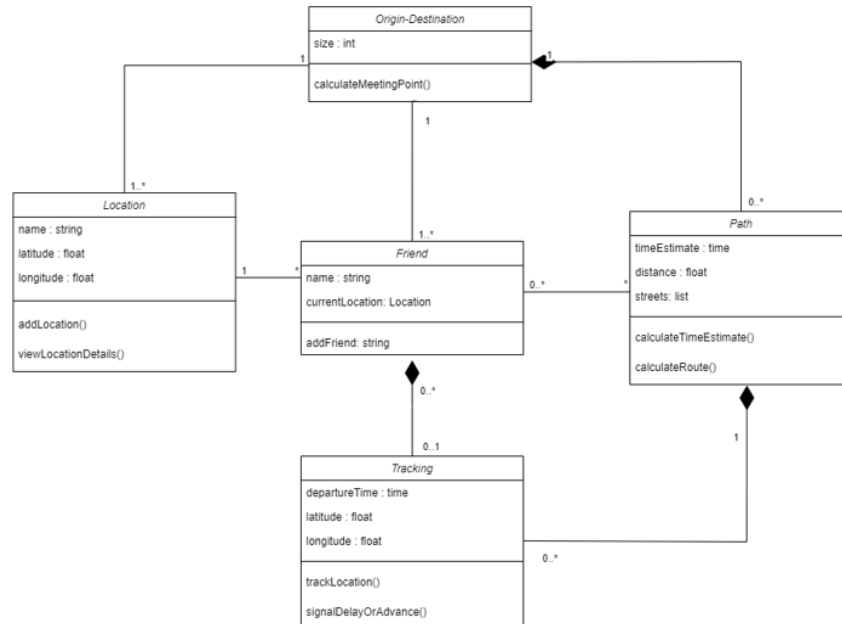 Origin-Destination
size : int
calculateMeetingPoint()
1
1
1
1..*
0..*
Location
name : string
latitude : float
longitude : float
addLocation()
viewLocationDetails()
1
*
1..*
Friend
name : string
currentLocation: Location
addFriend: string
0..*
*
Path
timeEstimate : time
distance : float
streets: list
calculateTimeEstimate()
calculateRoute()
0..*
0..1
1
0..*
Tracking
departureTime : time
latitude : float
longitude : float
trackLocation()
signalDelayOrAdvance()